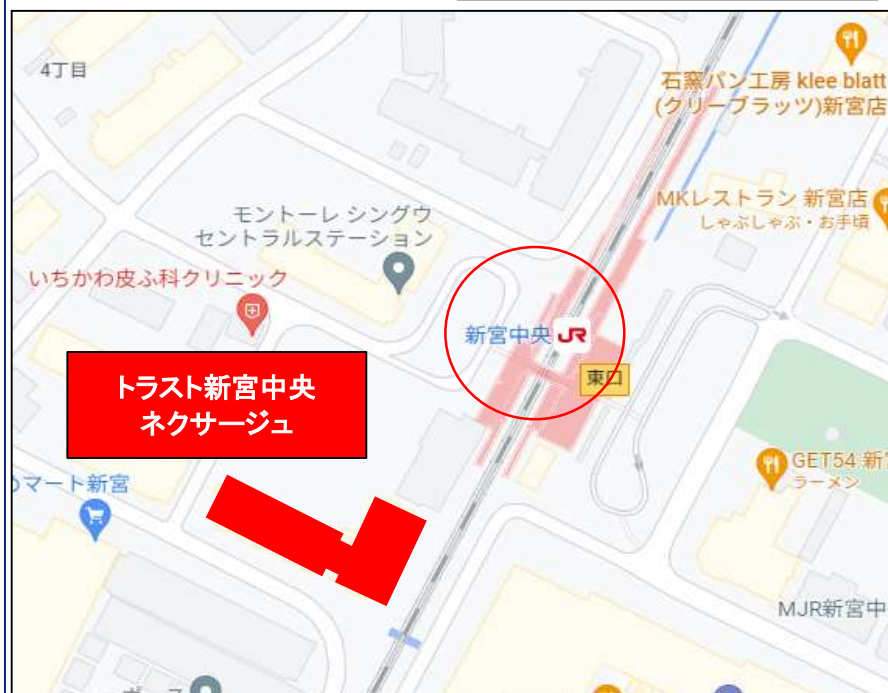 4丁目
石窯パン工房 klee blatt
(クリーブラッツ)新宮店
MKレストラン 新宮店
しゃぶしゃぶ・お手頃
モントーレ シングウ
セントラルステーション
いちかわ皮ふ科クリニック
新宮中央 JR
東口
トラスト新宮中央
ネクサージュ
マート新宮
GET54 新
ラーメン
MJR新宮中